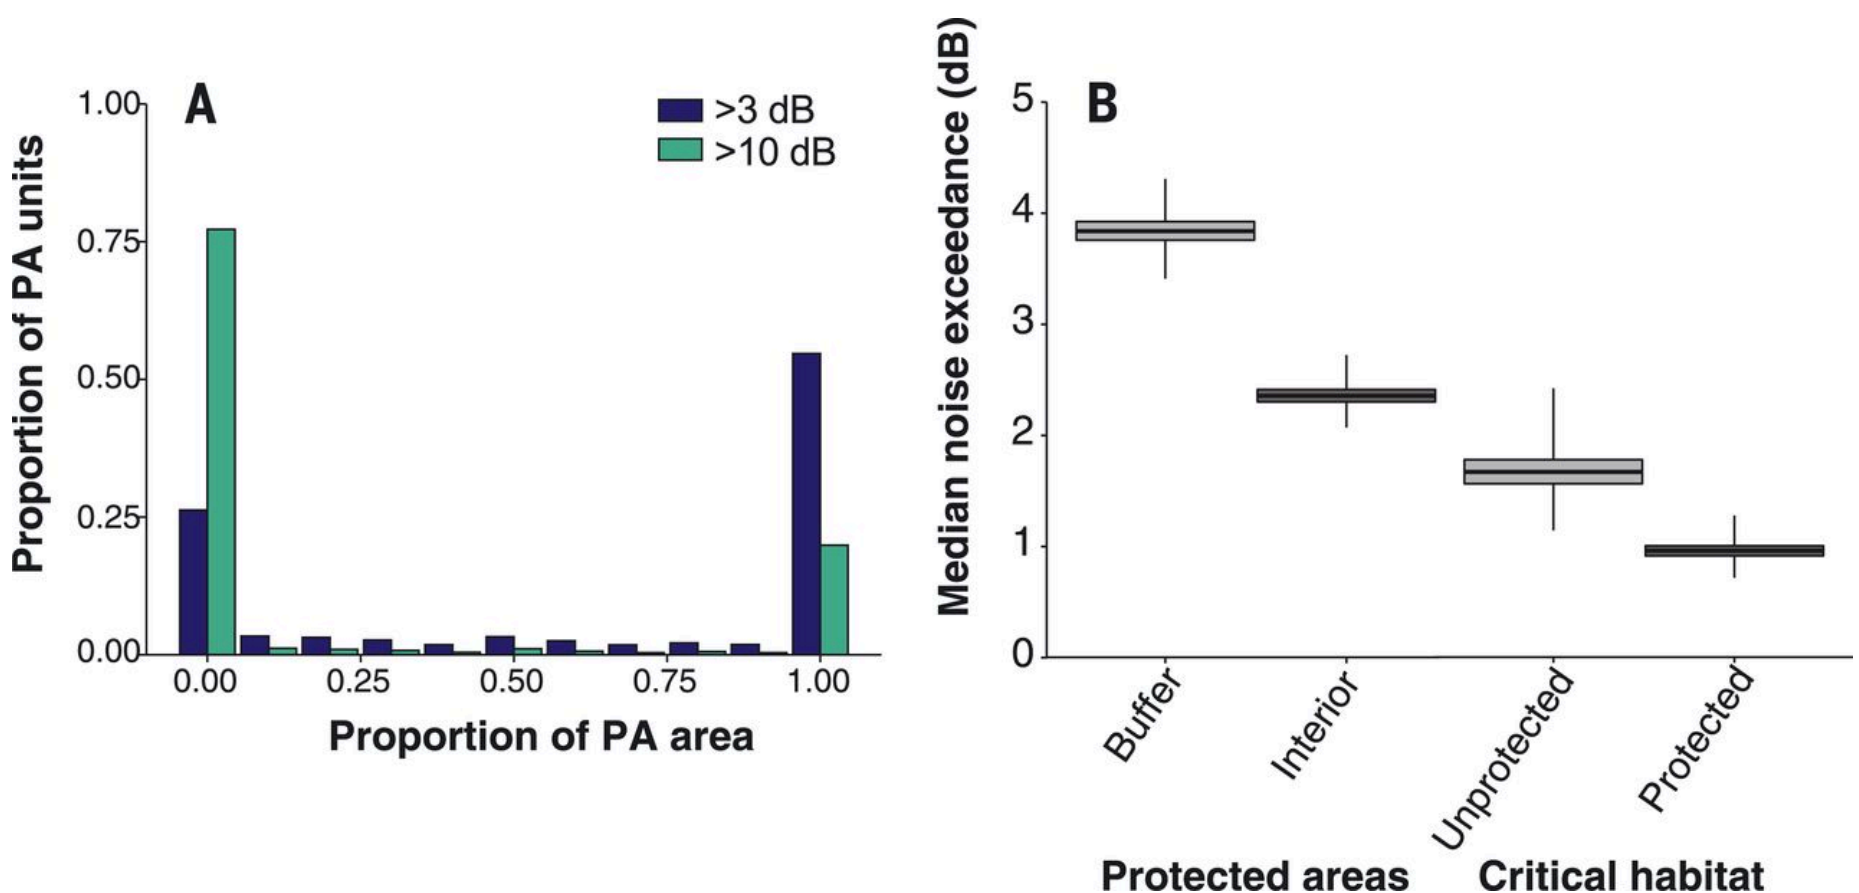 A
>3 dB
>10 dB
Proportion of PA units
1.00
0.75
0.50
0.25
0.00
0.00 0.25 0.50 0.75 1.00
Proportion of PA area
B
Median noise exceedance (dB)
5
4
3
2
1
0
Buffer
Interior
Unprotected
Protected
Protected areas
Critical habitat